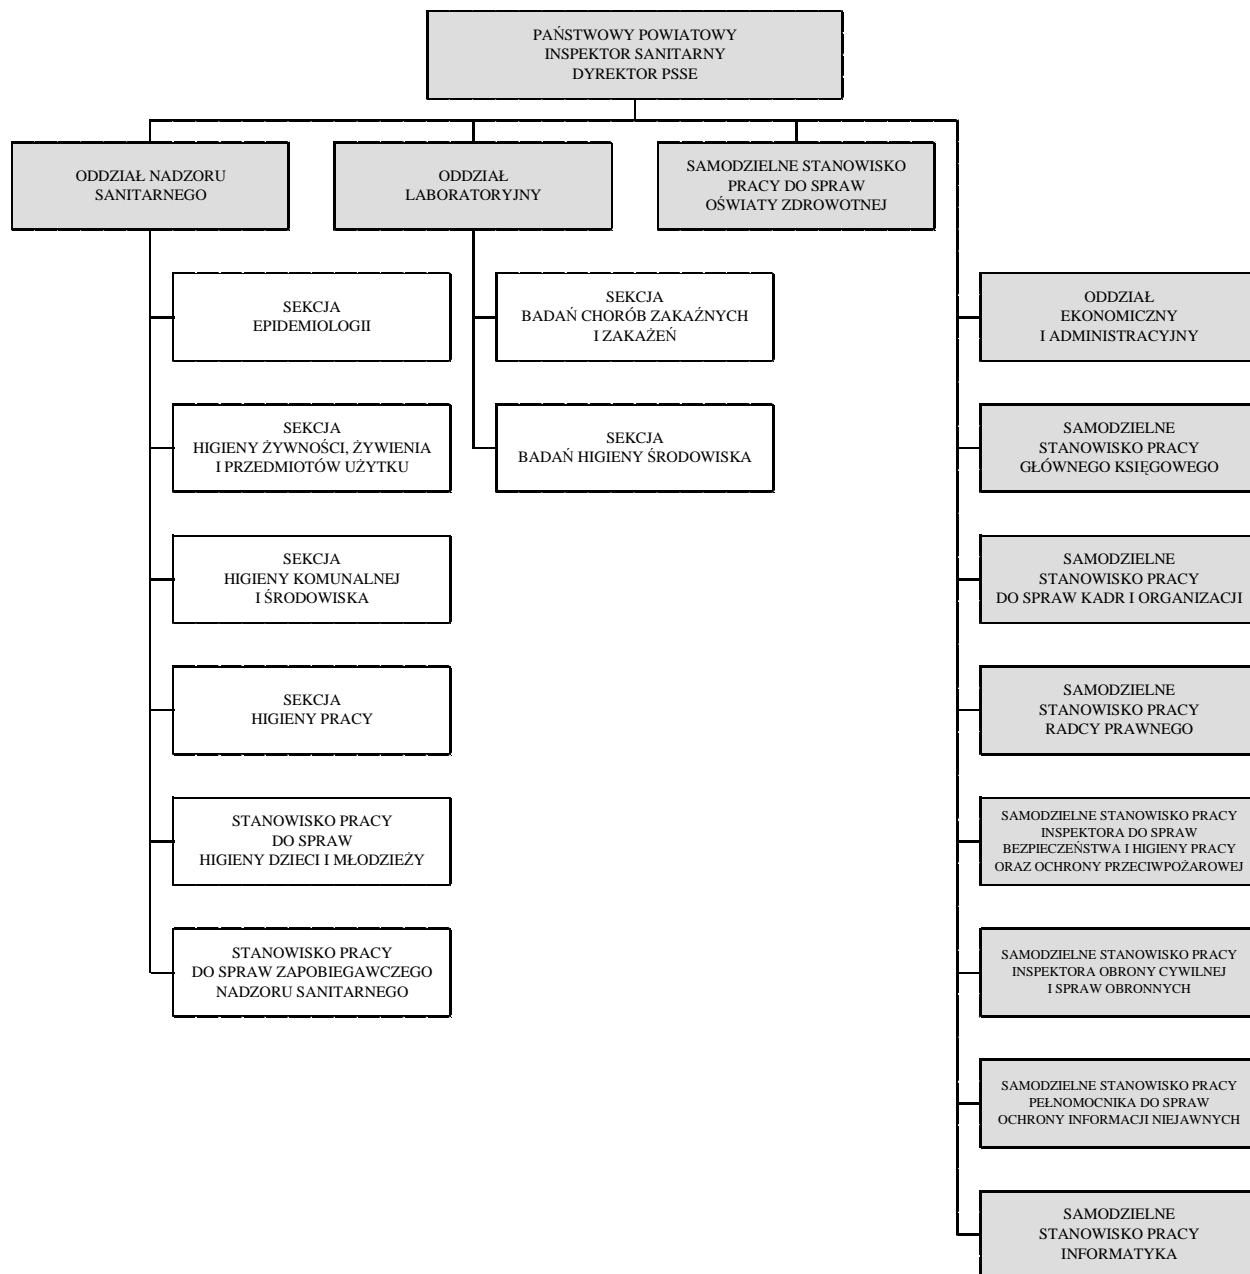 PAŃSTWOWY POWIATOWY
INSPEKTOR SANITARNY
DYREKTOR PSSE
ODDZIAŁ NADZORU
SANITARNEGO
ODDZIAŁ
LABORATORYJNY
SAMODZIELNE STANOWISKO
PRACY DO SPRAW
OŚWIATY ZDROWOTNEJ
SEKCJA
EPIDEMIOLOGII
SEKCJA
HIGIENY ŻYWNOŚCI, ŻYWIENIA
I PRZEDMIOTÓW UŻYTKU
SEKCJA
HIGIENY KOMUNALNEJ
I ŚRODOWISKA
SEKCJA
HIGIENY PRACY
STANOWISKO PRACY
DO SPRAW
HIGIENY DZIECI I MŁODZIEŻY
STANOWISKO PRACY
DO SPRAW ZAPOBIEGAWCZEGO
NADZORU SANITARNEGO
SEKCJA
BADAŃ CHORÓB ZAKAŹNYCH
I ZAKAŻEŃ
SEKCJA
BADAŃ HIGIENY ŚRODOWISKA
ODDZIAŁ
EKONOMICZNY
I ADMINISTRACYJNY
SAMODZIELNE
STANOWISKO PRACY
GŁÓWNEGO KSIĘGOWEGO
SAMODZIELNE
STANOWISKO PRACY
DO SPRAW KADR I ORGANIZACJI
SAMODZIELNE
STANOWISKO PRACY
RADCY PRAWNEGO
SAMODZIELNE STANOWISKO PRACY
INSPEKTORA DO SPRAW
BEZPIECZEŃSTWA I HIGIENY PRACY
ORAZ OCHRONY PRZECIWPOŻAROWEJ
SAMODZIELNE STANOWISKO PRACY
INSPEKTORA OBRONY CYWILNEJ
I SPRAW OBRONNYCH
SAMODZIELNE STANOWISKO PRACY
PEŁNOMOCNIKA DO SPRAW
OCHRONY INFORMACJI NIEJAWNYCH
SAMODZIELNE
STANOWISKO PRACY
INFORMATYKA